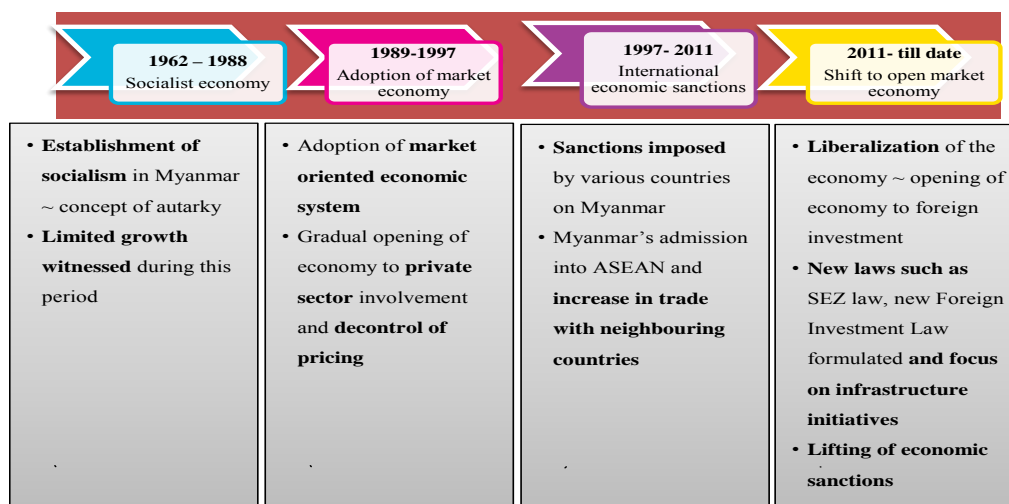 1962 – 1988
Socialist economy
1989-1997
Adoption of market
economy
1997- 2011
International
economic sanctions
2011- till date
Shift to open market
economy
• Establishment of
socialism in Myanmar
~ concept of autarky
• Limited growth
witnessed during this
period
• Adoption of market
oriented economic
system
• Gradual opening of
economy to private
sector involvement
and decontrol of
pricing
• Sanctions imposed
by various countries
on Myanmar
• Myanmar’s admission
into ASEAN and
increase in trade
with neighbouring
countries
• Liberalization of the
economy ~ opening of
economy to foreign
investment
• New laws such as
SEZ law, new Foreign
Investment Law
formulated and focus
on infrastructure
initiatives
• Lifting of economic
sanctions